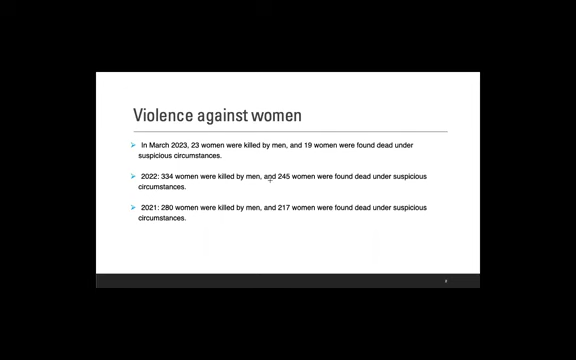 Violence against women
In March 2023, 23 women were killed by men, and 19 women were found dead under
suspicious circumstances.
2022: 334 women were killed by men, and 245 women were found dead under suspicious
circumstances.
2021: 280 women were killed by men, and 217 women were found dead under suspicious
circumstances.